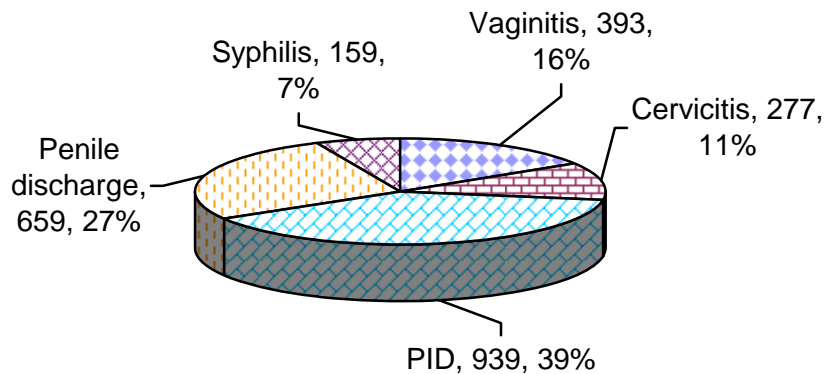 Vaginitis, 393,
16%
Syphilis, 159,
7%
Cervicitis, 277,
11%
Penile
discharge,
659, 27%
PID, 939, 39%